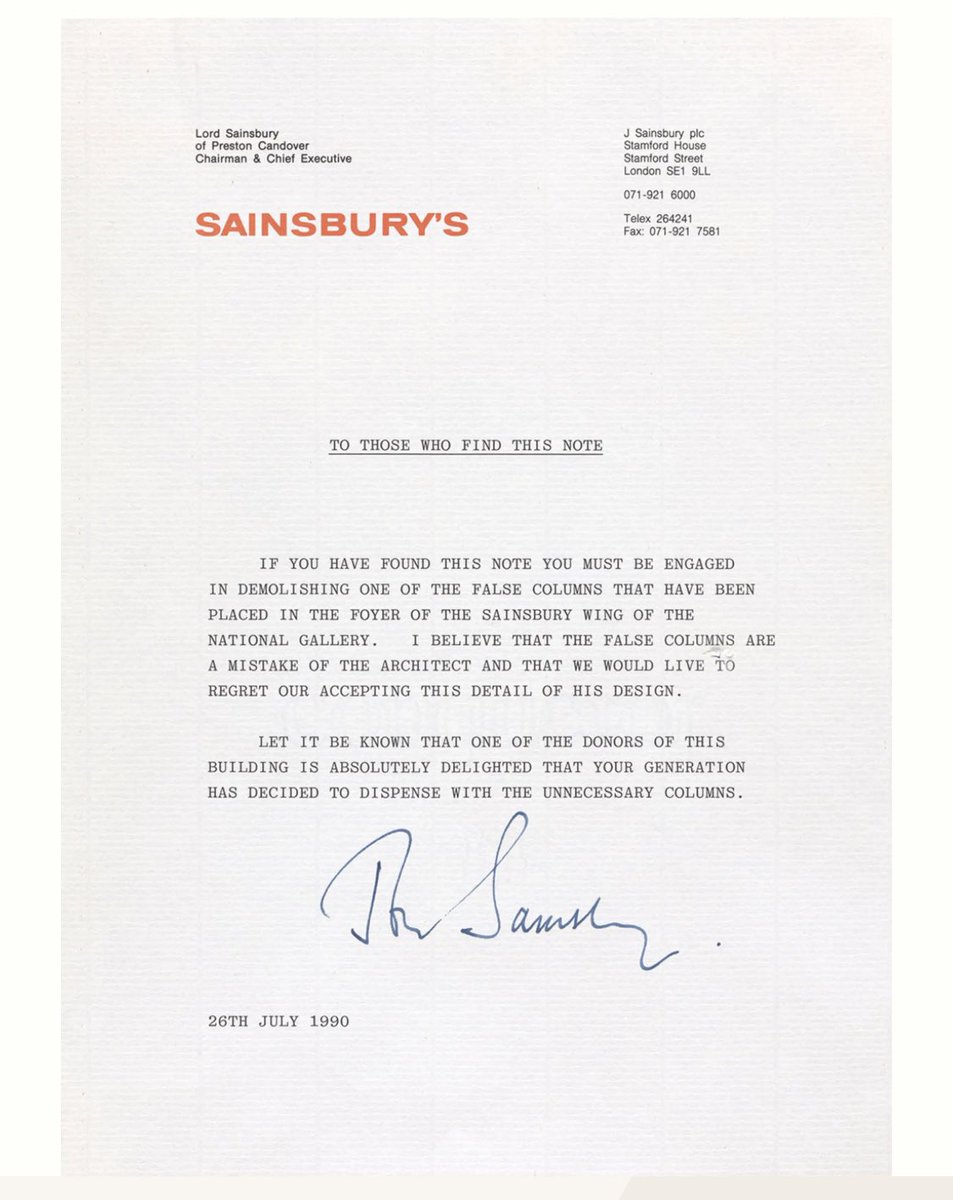 Lord Sainsbury
of Preston Candover
Chairman & Chief Executive
SAINSBURY'S
J Sainsbury plc
Stamford House
Stamford Street
London SE1 9LL
071-921 6000
Telex 264241
Fax: 071-921 7581
TO THOSE WHO FIND THIS NOTE
IF YOU HAVE FOUND THIS NOTE YOU MUST BE ENGAGED
IN DEMOLISHING ONE OF THE FALSE COLUMNS THAT HAVE BEEN
PLACED IN THE FOYER OF THE SAINSBURY WING OF THE
NATIONAL GALLERY. I BELIEVE THAT THE FALSE COLUMNS ARE
A MISTAKE OF THE ARCHITECT AND THAT WE WOULD LIVE TO
REGRET OUR ACCEPTING THIS DETAIL OF HIS DESIGN.
LET IT BE KNOWN THAT ONE OF THE DONORS OF THIS
BUILDING IS ABSOLUTELY DELIGHTED THAT YOUR GENERATION
HAS DECIDED TO DISPENSE WITH THE UNNECESSARY COLUMNS.
26TH JULY 1990